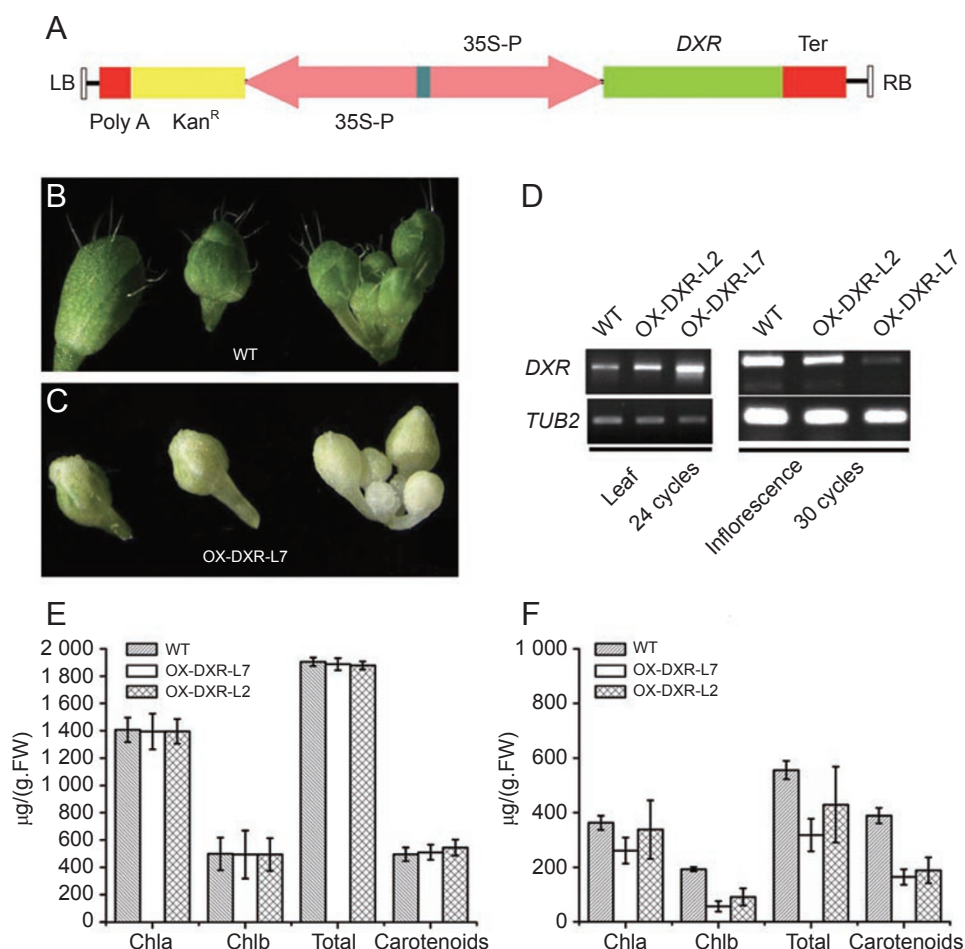 A
35S-P
DXR
Ter
LB
RB
Poly A
Kan^R
35S-P
B
WT
C
OX-DXR-L7
D
WT
OX-DXR-L2
OX-DXR-L7
WT
OX-DXR-L2
OX-DXR-L7
DXR
TUB2
Leaf
24 cycles
Inflorescence
30 cycles
E
2 000
1 800
1 600
1 400
1 200
1 000
800
600
400
200
0
µg/(g.FW)
WT
OX-DXR-L7
OX-DXR-L2
Chla
Chlb
Total
Carotenoids
F
1 000
800
600
400
200
0
µg/(g.FW)
WT
OX-DXR-L7
OX-DXR-L2
Chla
Chlb
Total
Carotenoids